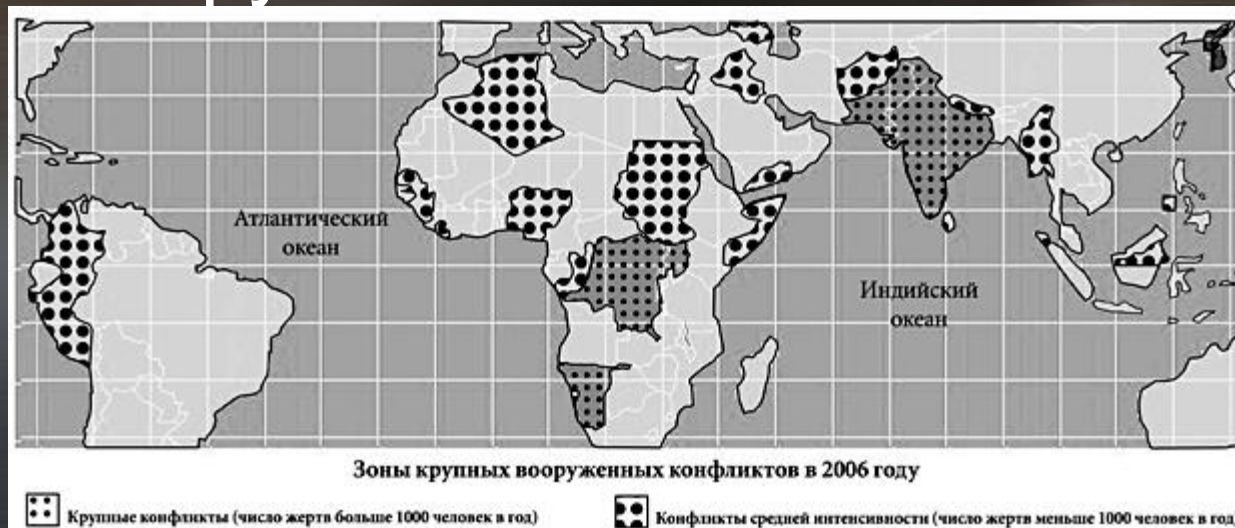 Атлантический
океан
Индийский
океан
Зоны крупных вооруженных конфликтов в 2006 году
Крупные конфликты (число жертв больше 1000 человек в год)
Конфликты средней интенсивности (число жертв меньше 1000 человек в год